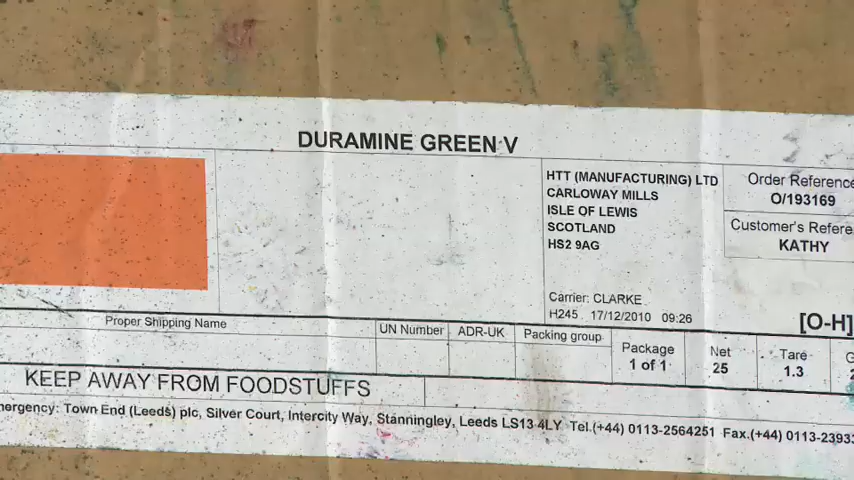 DURAMINE GREEN V
HTT (MANUFACTURING) LTD
CARLOWAY MILLS
ISLE OF LEWIS
SCOTLAND
HS2 9AG
Order Reference
O/193169
Customer's Refere
KATHY
Carrier: CLARKE
H245 17/12/2010 09:26
[O-H]
Proper Shipping Name
UN Number
ADR-UK
Packing group
Package
1 of 1
Net
25
Tare
1.3
G
KEEP AWAY FROM FOODSTUFFS
mergency: Town End (Leeds) plc, Silver Court, Intercity Way, Stanningley, Leeds LS13 4LY Tel.(+44) 0113-2564251 Fax.(+44) 0113-23933